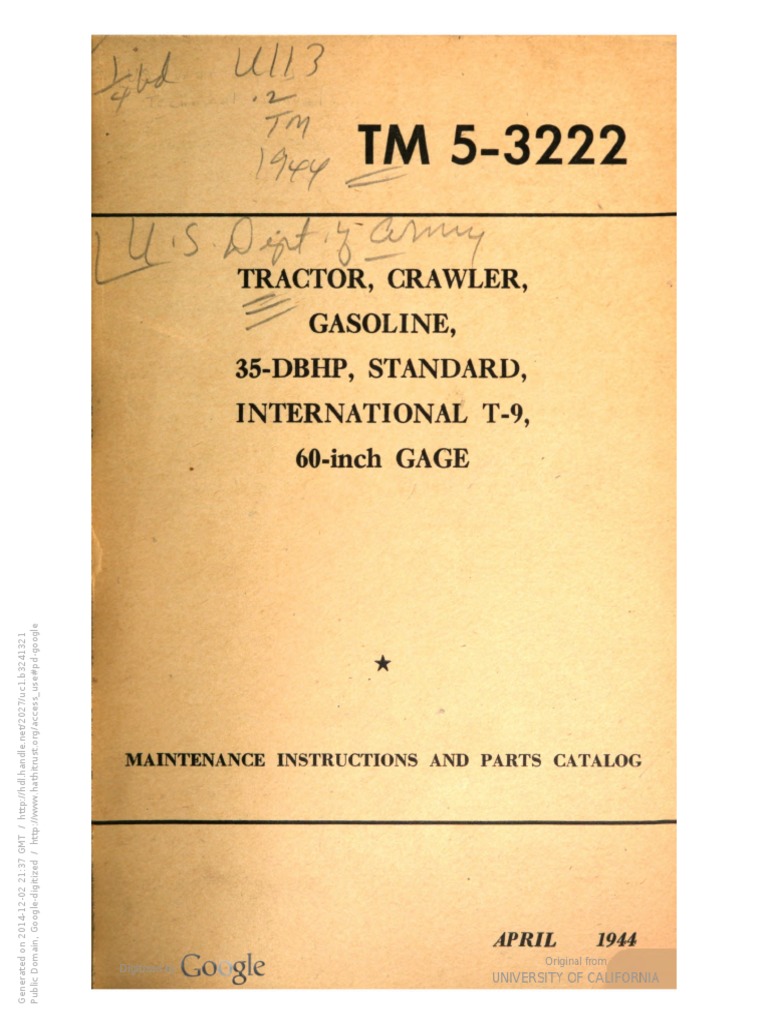 U113
.2
TM
1944
TM 5-3222
U.S. Dept. of Army
TRACTOR, CRAWLER,
GASOLINE,
35-DBHP, STANDARD,
INTERNATIONAL T-9,
60-inch GAGE
★
MAINTENANCE INSTRUCTIONS AND PARTS CATALOG
APRIL 1944
Digitized by Google
Original from
UNIVERSITY OF CALIFORNIA
Generated on 2014-12-02 21:37 GMT / http://hdl.handle.net/2027/uc1.b3241321
Public Domain, Google-digitized / http://www.hathitrust.org/access_use#pd-google